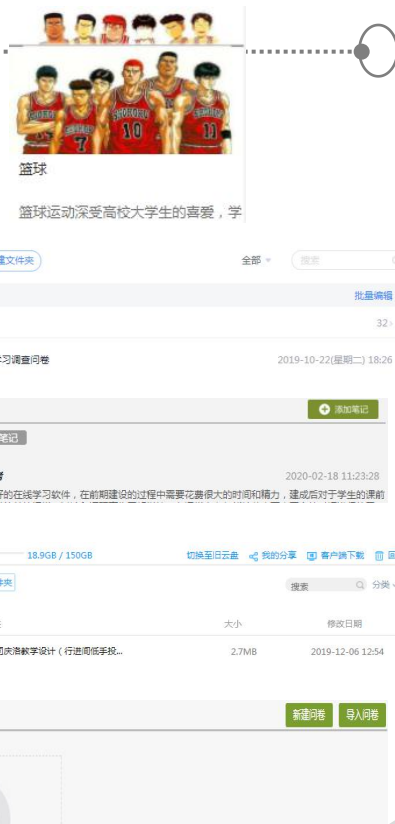 7
10
11
篮球
篮球运动深受高校大学生的喜爱，学
建文件夹
全部
搜索
批量编辑
32
学习调查问卷
2019-10-22(星期二) 18:26
添加笔记
笔记
2020-02-18 11:23:28
好的在线学习软件，在前期建设的过程中需要花费很大的时间和精力，建成后对于学生的课前
18.9GB / 150GB
切换至旧云盘
我的分享
客户端下载
件夹
搜索
分类
大小
修改日期
庆浩教学设计（行进间低手投...
2.7MB
2019-12-06 12:54
新建问卷
导入问卷